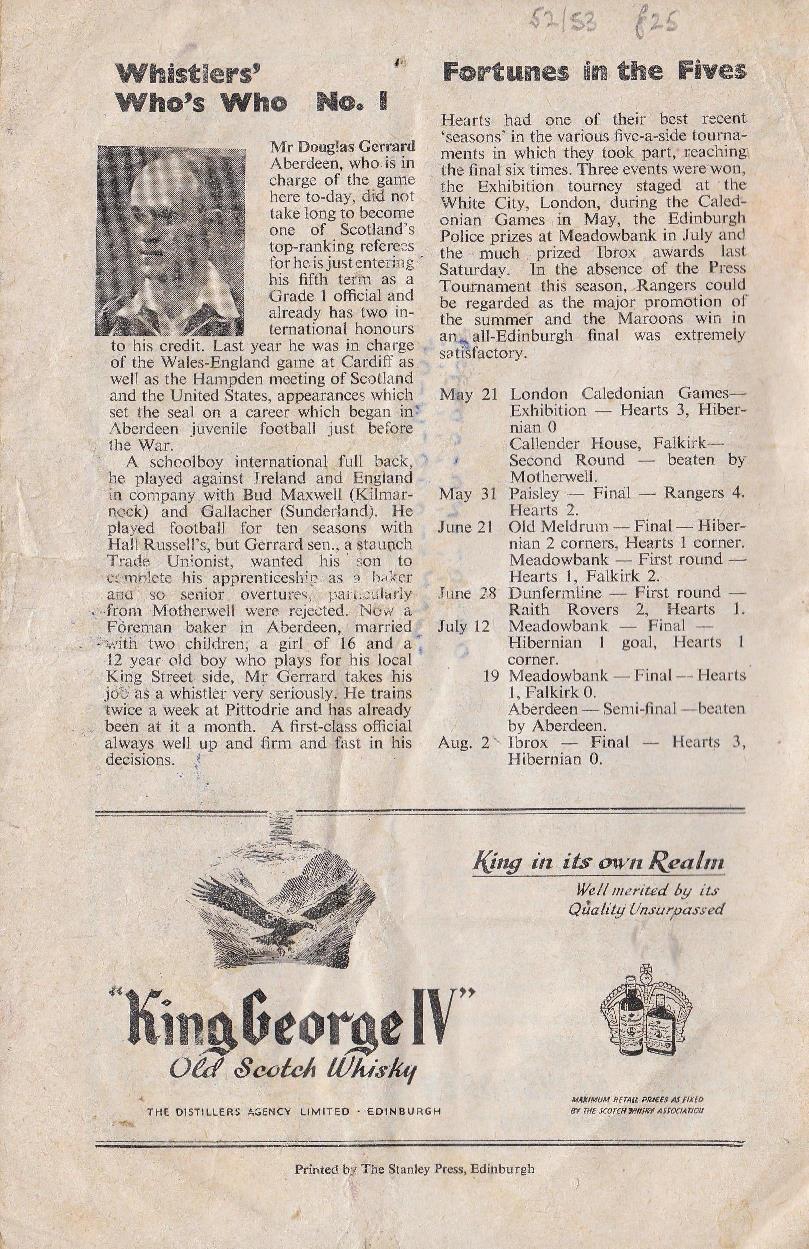 52/53 £25
Whistlers'
Who's Who No. 1
Mr Douglas Gerrard
Aberdeen, who is in
charge of the game
here to-day, did not
take long to become
one of Scotland's
top-ranking referees
for he is just entering
his fifth term as a
Grade 1 official and
already has two in-
ternational honours
to his credit. Last year he was in charge
of the Wales-England game at Cardiff as
well as the Hampden meeting of Scotland
and the United States, appearances which
set the seal on a career which began in
Aberdeen juvenile football just before
the War.
A schoolboy international full back,
he played against Ireland and England
in company with Bud Maxwell (Kilmar-
nock) and Gallacher (Sunderland). He
played football for ten seasons with
Hall Russell's, but Gerrard sen., a staunch
Trade Unionist, wanted his son to
complete his apprenticeship as a baker
and so senior overtures, particularly
from Motherwell were rejected. Now a
Foreman baker in Aberdeen, married
with two children, a girl of 16 and a
12 year old boy who plays for his local
King Street side, Mr Gerrard takes his
job as a whistler very seriously. He trains
twice a week at Pittodrie and has already
been at it a month. A first-class official
always well up and firm and fast in his
decisions.
Fortunes in the Fives
Hearts had one of their best recent
'seasons' in the various five-a-side tourna-
ments in which they took part, reaching
the final six times. Three events were won,
the Exhibition tourney staged at the
White City, London, during the Caled-
onian Games in May, the Edinburgh
Police prizes at Meadowbank in July and
the much prized Ibrox awards last
Saturday. In the absence of the Press
Tournament this season, Rangers could
be regarded as the major promotion of
the summer and the Maroons win in
an all-Edinburgh final was extremely
satisfactory.
May 21 London Caledonian Games—
Exhibition — Hearts 3, Hiber-
nian 0
Callender House, Falkirk—
Second Round — beaten by
Motherwell.
May 31 Paisley — Final — Rangers 4.
Hearts 2.
June 21 Old Meldrum — Final — Hiber-
nian 2 corners, Hearts 1 corner.
Meadowbank — First round —
Hearts 1, Falkirk 2.
June 28 Dunfermline — First round —
Raith Rovers 2, Hearts 1.
July 12 Meadowbank — Final —
Hibernian 1 goal, Hearts 1
corner.
19 Meadowbank — Final — Hearts
1, Falkirk 0.
Aberdeen — Semi-final — beaten
by Aberdeen.
Aug. 2 Ibrox — Final — Hearts 3,
Hibernian 0.
King in its own Realm
Well merited by its
Quality Unsurpassed
"King George IV"
Old Scotch Whisky
THE DISTILLERS AGENCY LIMITED · EDINBURGH
MAXIMUM RETAIL PRICES AS FIXED
BY THE SCOTCH WHISKY ASSOCIATION
Printed by The Stanley Press, Edinburgh